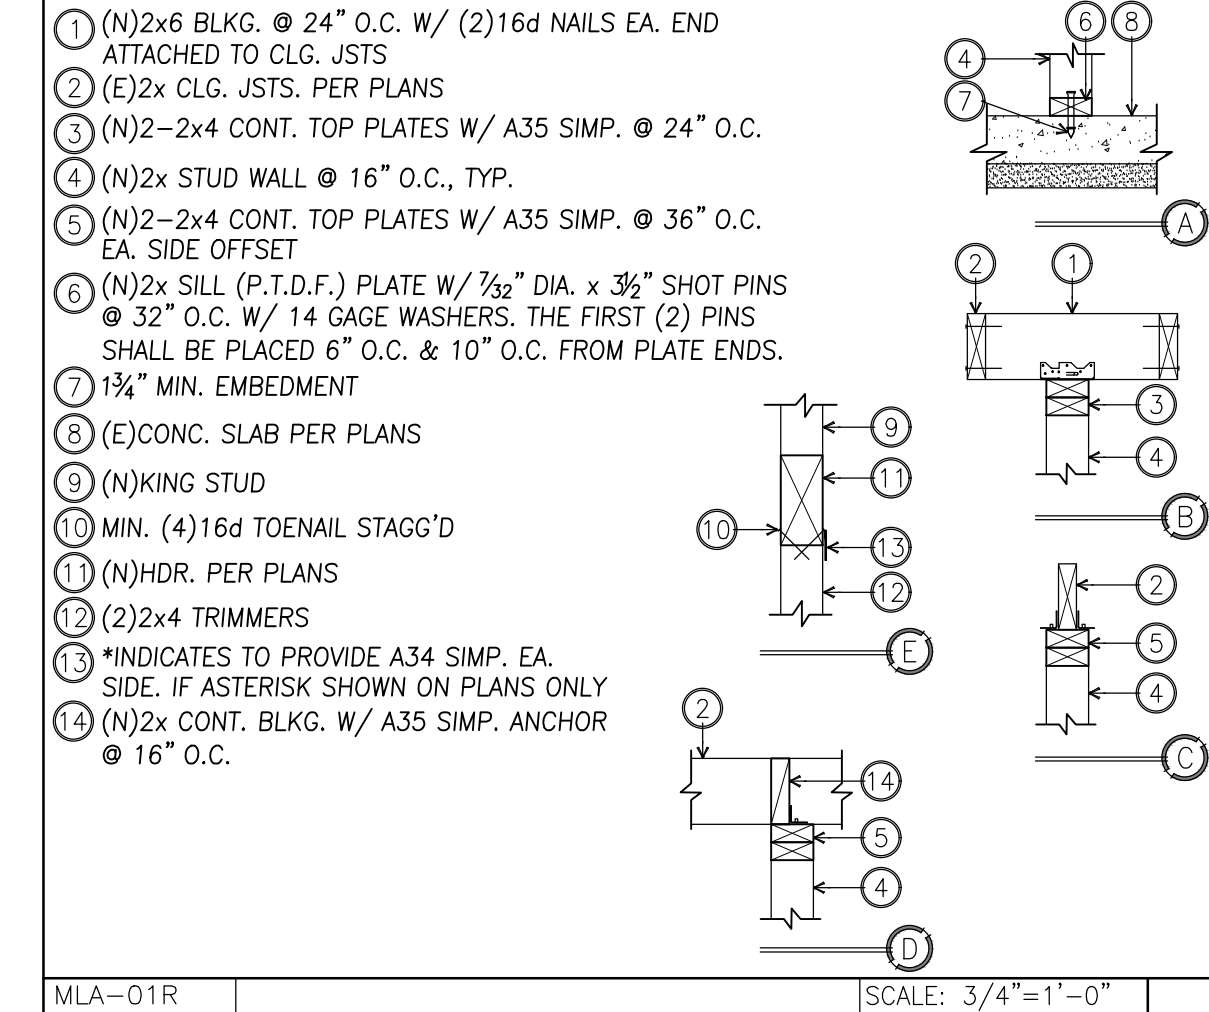 1 (N)2x6 BLKG. @ 24" O.C. W/ (2)16d NAILS EA. END
ATTACHED TO CLG. JSTS
2 (E)2x CLG. JSTS. PER PLANS
3 (N)2-2x4 CONT. TOP PLATES W/ A35 SIMP. @ 24" O.C.
4 (N)2x STUD WALL @ 16" O.C., TYP.
5 (N)2-2x4 CONT. TOP PLATES W/ A35 SIMP. @ 36" O.C.
EA. SIDE OFFSET
6 (N)2x SILL (P.T.D.F.) PLATE W/ 7/32" DIA. x 3½" SHOT PINS
@ 32" O.C. W/ 14 GAGE WASHERS. THE FIRST (2) PINS
SHALL BE PLACED 6" O.C. & 10" O.C. FROM PLATE ENDS.
7 1¾" MIN. EMBEDMENT
8 (E)CONC. SLAB PER PLANS
9 (N)KING STUD
10 MIN. (4)16d TOENAIL STAGG'D
11 (N)HDR. PER PLANS
12 (2)2x4 TRIMMERS
13 *INDICATES TO PROVIDE A34 SIMP. EA.
SIDE. IF ASTERISK SHOWN ON PLANS ONLY
14 (N)2x CONT. BLKG. W/ A35 SIMP. ANCHOR
@ 16" O.C.
6 8
4
7
A
2 1
3
4
B
9
11
10
13
12
E
2
5
4
C
2
14
5
4
D
MLA-01R
SCALE: 3/4"=1'-0"